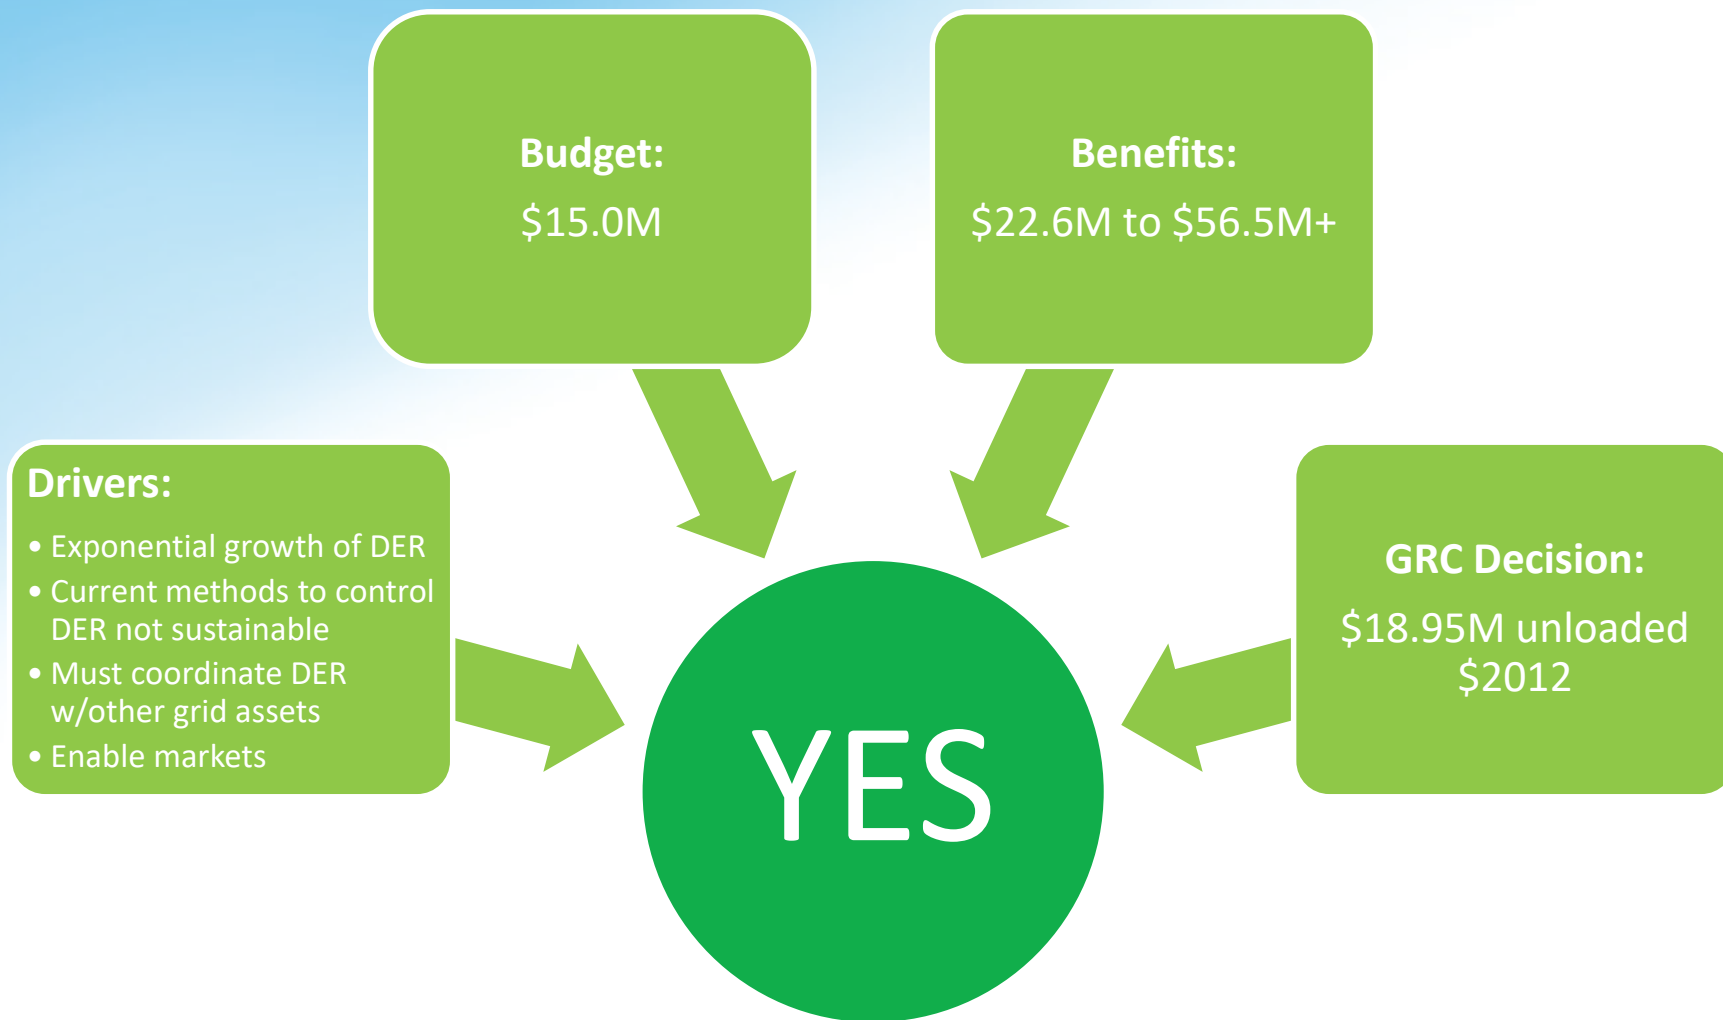 Budget:
$15.0M
Benefits:
$22.6M to $56.5M+
Drivers:
• Exponential growth of DER
• Current methods to control
DER not sustainable
• Must coordinate DER
w/other grid assets
• Enable markets
GRC Decision:
$18.95M unloaded
$2012
YES